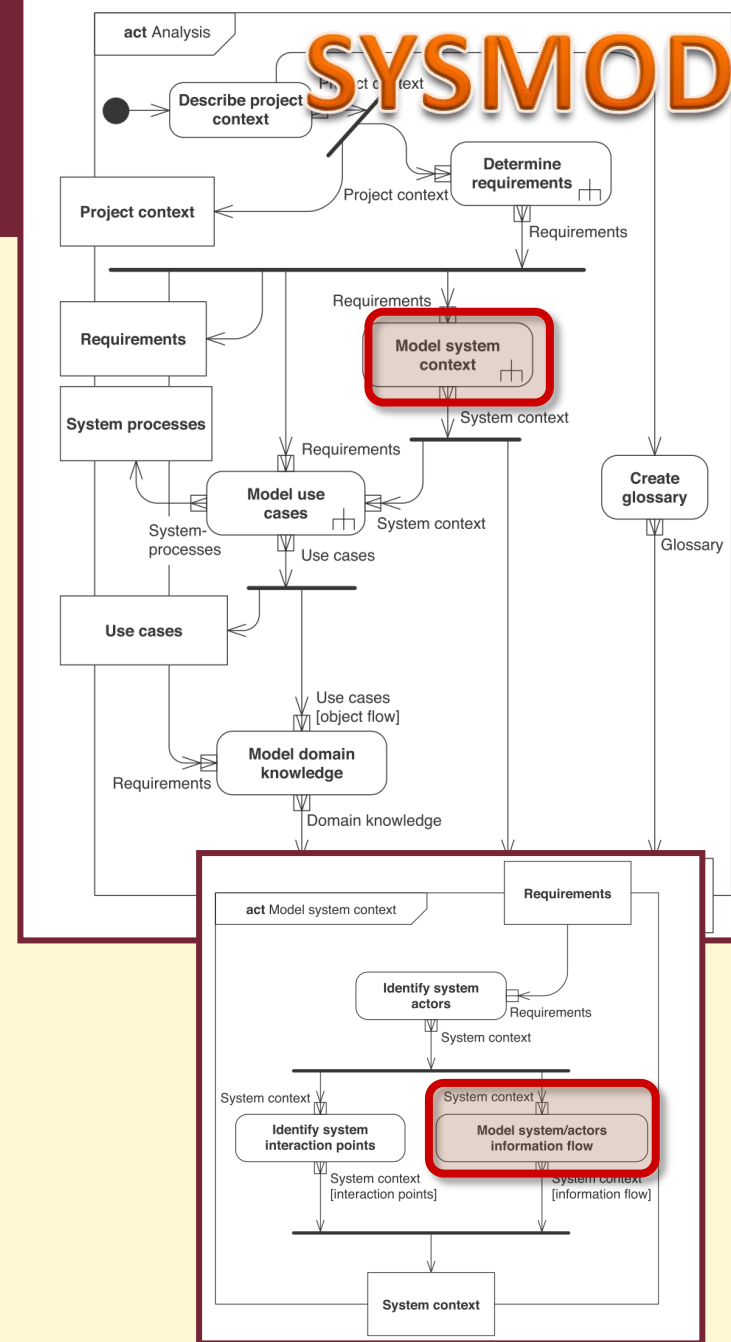 act Analysis
SYSMOD
Project context
Describe project
context
Determine
requirements
Project context
Project context
Requirements
Requirements
Requirements
Model system
context
System processes
System context
Requirements
Model use
cases
Create
glossary
System context
System-
processes
Use cases
Glossary
Use cases
Use cases
[object flow]
Model domain
knowledge
Requirements
Domain knowledge
Requirements
act Model system context
Identify system
actors
Requirements
System context
System context
System context
Identify system
interaction points
Model system/actors
information flow
System context
[interaction points]
System context
[information flow]
System context